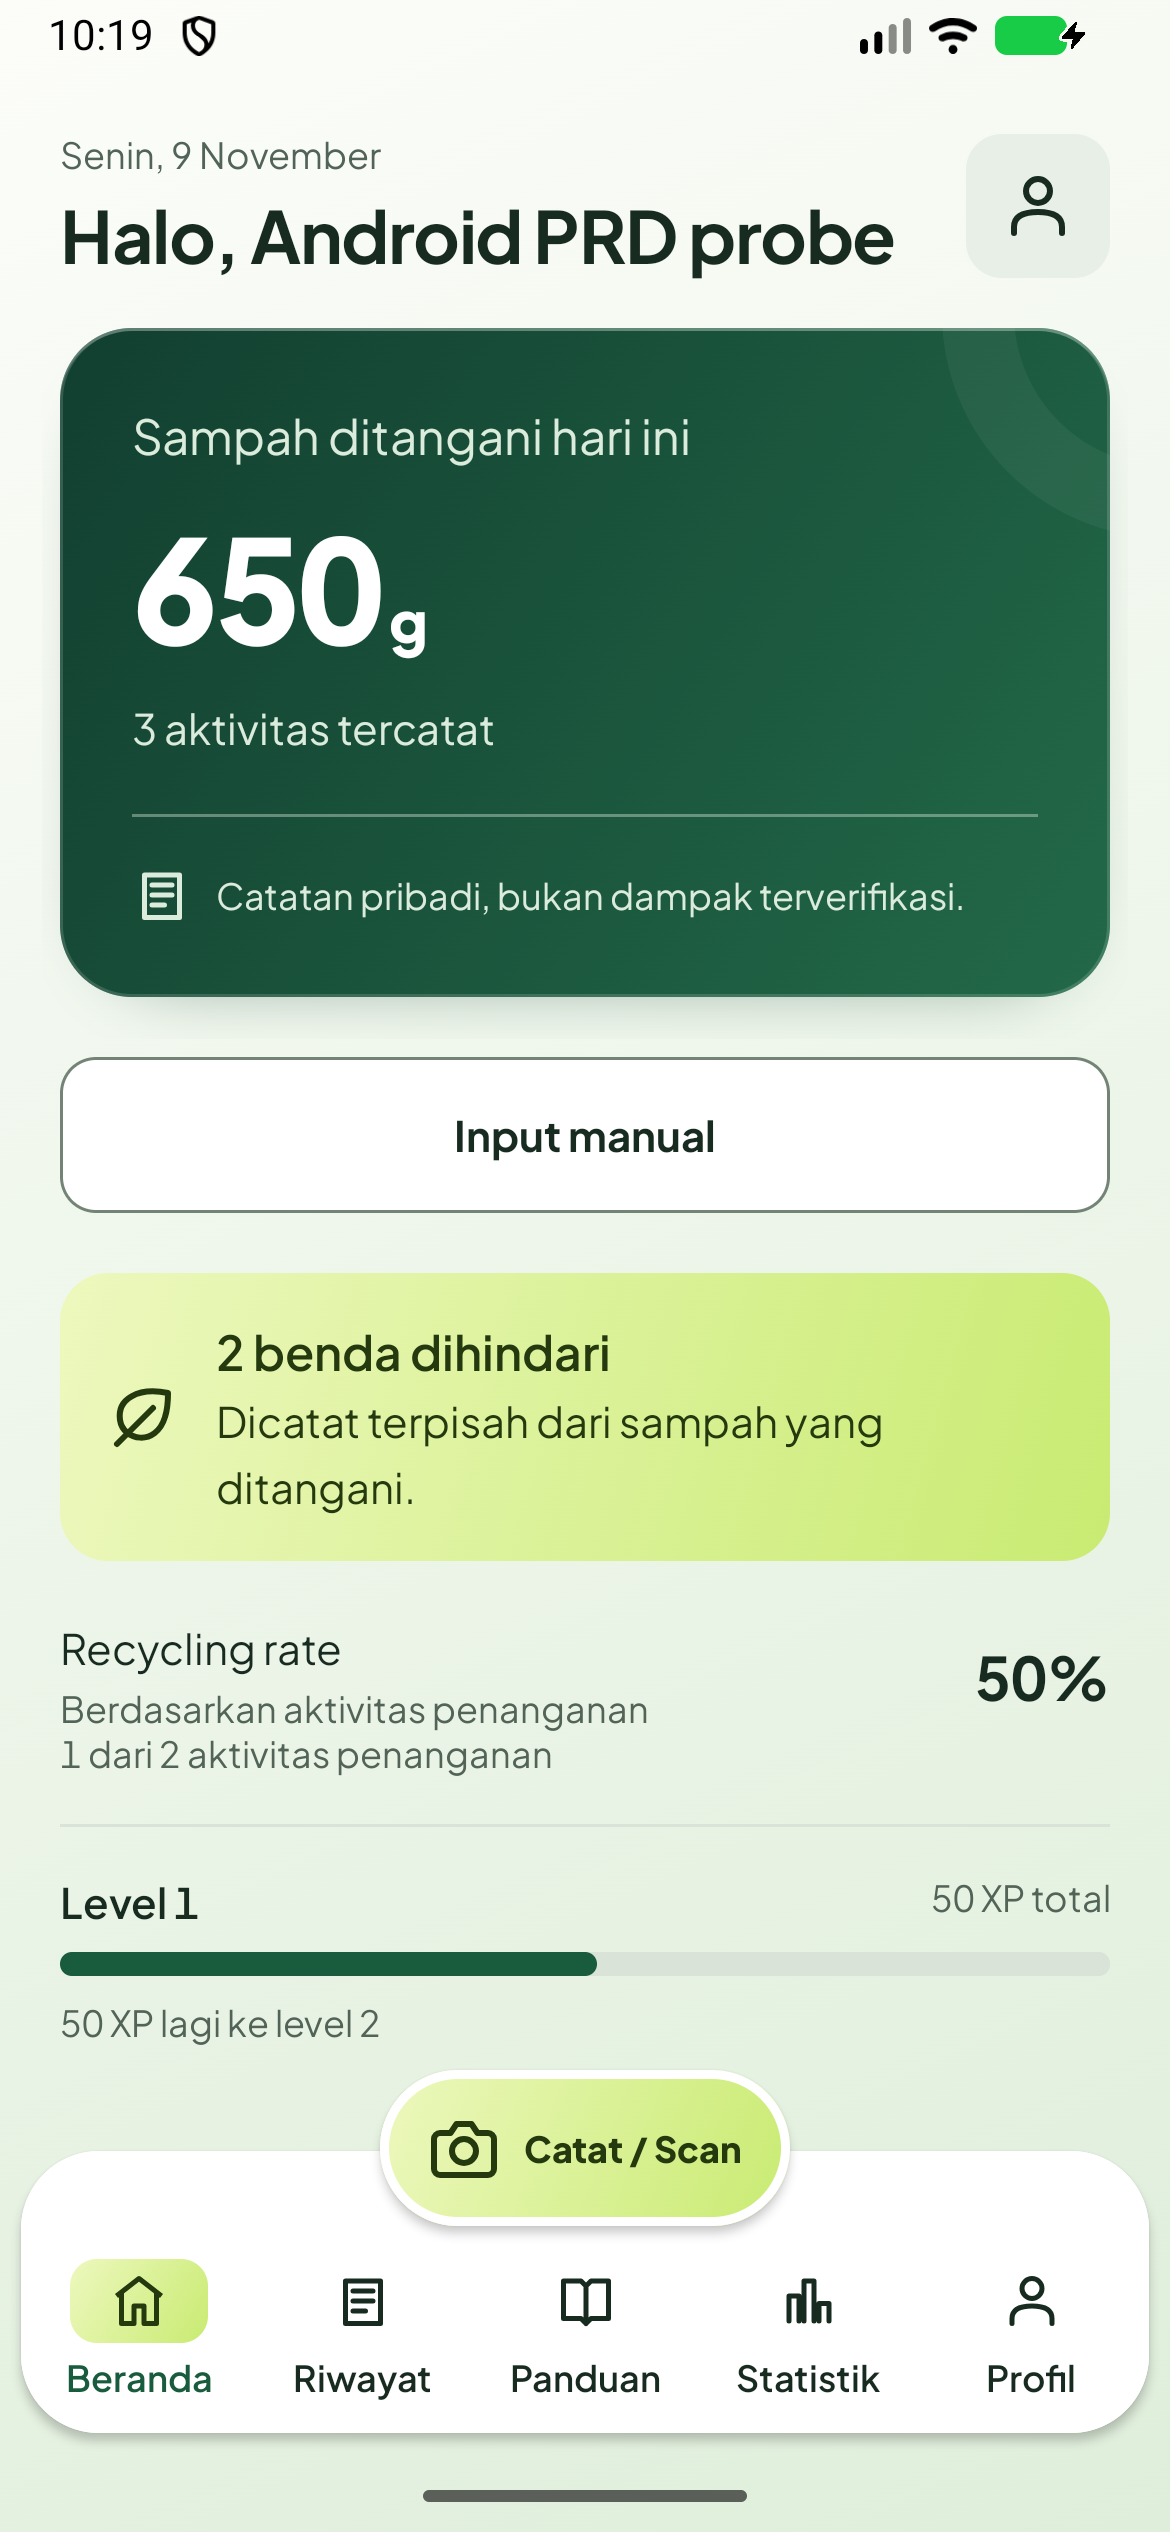 10:19
Senin, 9 November
Halo, Android PRD probe
Sampah ditangani hari ini
650 g
3 aktivitas tercatat
Catatan pribadi, bukan dampak terverifikasi.
Input manual
2 benda dihindari
Dicatat terpisah dari sampah yang
ditangani.
Recycling rate
50%
Berdasarkan aktivitas penanganan
1 dari 2 aktivitas penanganan
Level 1
50 XP total
50 XP lagi ke level 2
Catat / Scan
Beranda
Riwayat
Panduan
Statistik
Profil